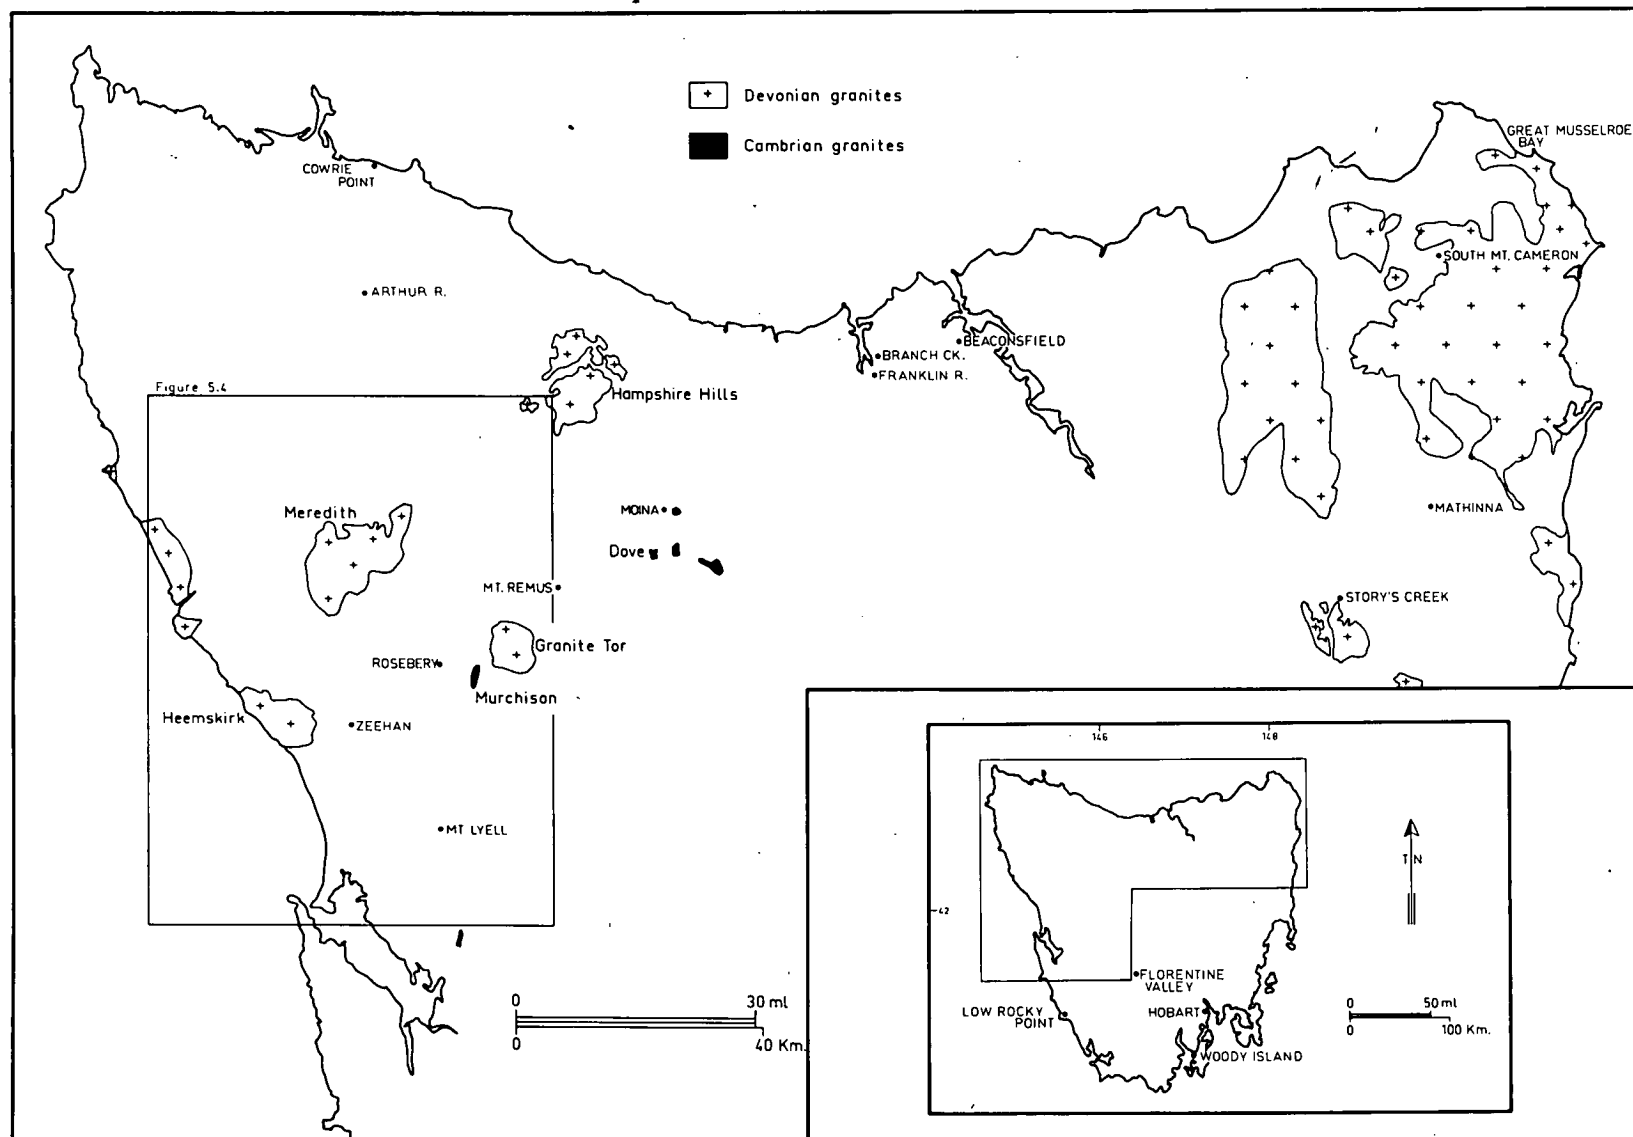 Devonian granites
Cambrian granites
GREAT MUSSELROE
BAY
COWRIE
POINT
SOUTH MT. CAMERON
ARTHUR R.
BEACONSFIELD
BRANCH CK.
FRANKLIN R.
Figure 5.4
Hampshire Hills
Meredith
MOINA
MATHINNA
Dove
MT. REMUS
STORY'S CREEK
Granite Tor
ROSEBERY
Murchison
Heemskirk
ZEEHAN
MT LYELL
0
30 ml
0
40 Km.
146
148
42
TN
FLORENTINE
VALLEY
LOW ROCKY
POINT
HOBART
WOODY ISLAND
0
50 ml
0
100 Km.